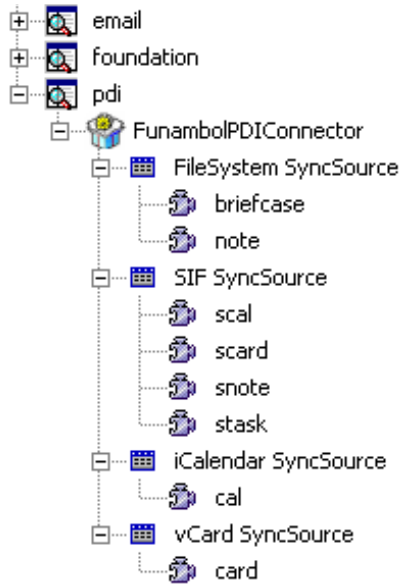 email
foundation
pdi
FunambolPDIConnector
FileSystem SyncSource
briefcase
note
SIF SyncSource
scal
scard
snote
stask
iCalendar SyncSource
cal
vCard SyncSource
card